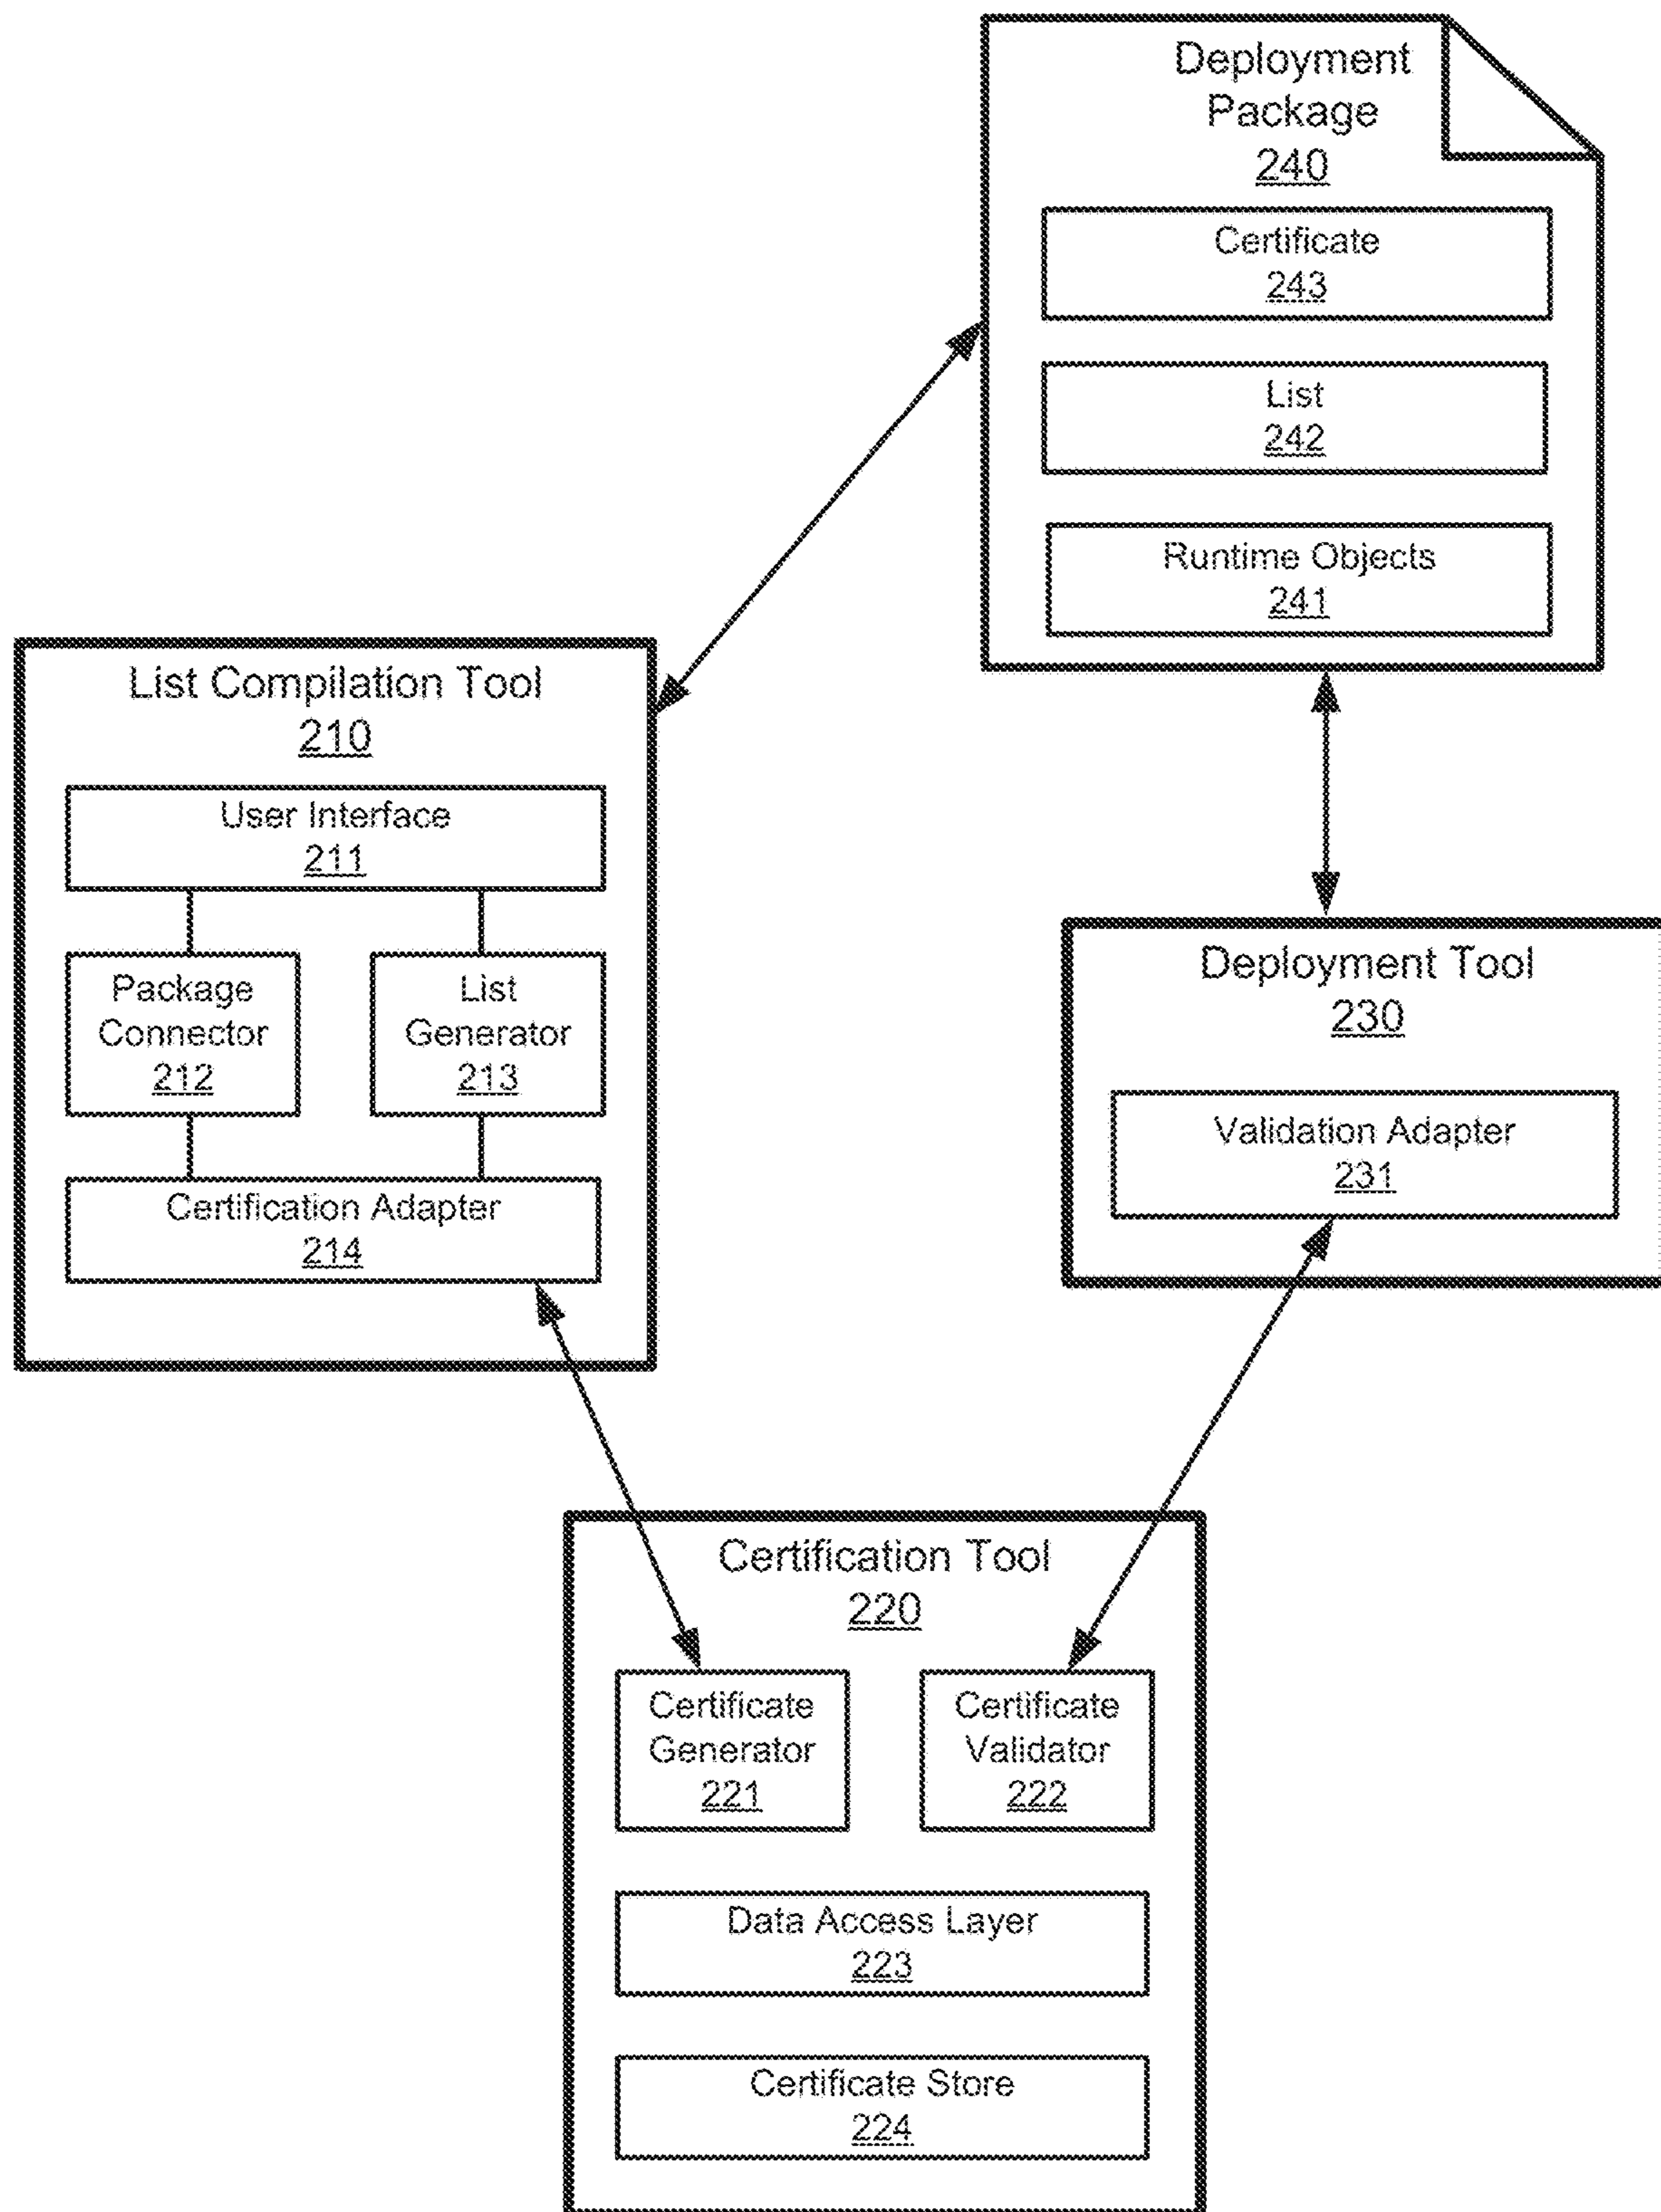 Deployment
Package
240
Certificate
243
List
242
Runtime Objects
241
List Compilation Tool
210
User Interface
211
Package
Connector
212
List
Generator
213
Certification Adapter
214
Deployment Tool
230
Validation Adapter
231
Certification Tool
220
Certificate
Generator
221
Certificate
Validator
222
Data Access Layer
223
Certificate Store
224